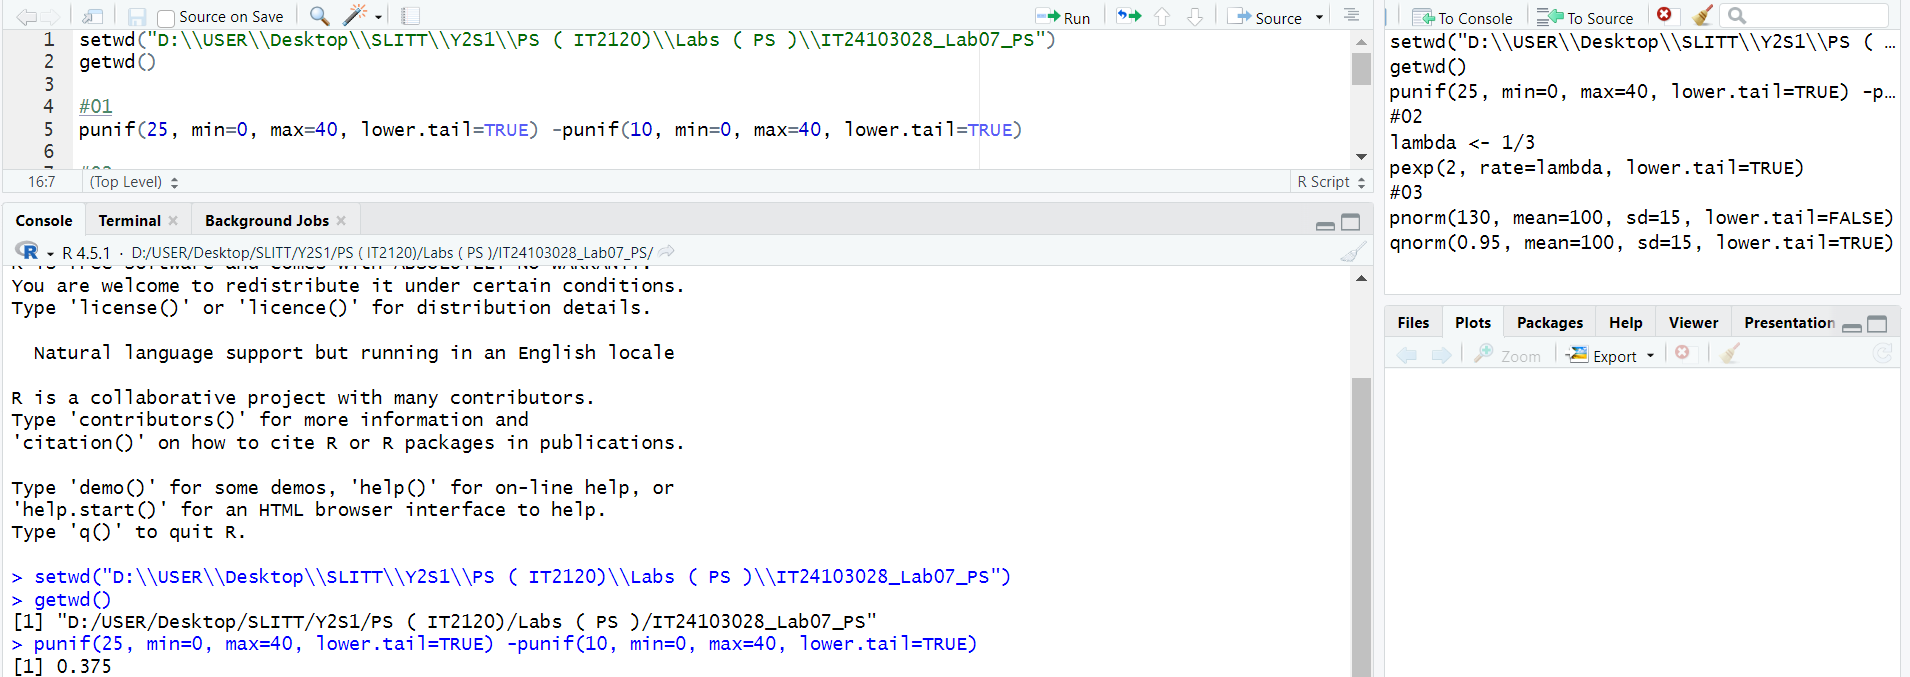 Source on Save
Run
Source
1 setwd("D:\\USER\\Desktop\\SLITT\\Y2S1\\PS ( IT2120)\\Labs ( PS )\\IT24103028_Lab07_PS")
2 getwd()
3
4 #01
5 punif(25, min=0, max=40, lower.tail=TRUE) -punif(10, min=0, max=40, lower.tail=TRUE)
6
16:7 (Top Level) R Script
Console Terminal Background Jobs
R 4.5.1 · D:/USER/Desktop/SLITT/Y2S1/PS ( IT2120)/Labs ( PS )/IT24103028_Lab07_PS/
R is free software and comes with ABSOLUTELY NO WARRANTY.
You are welcome to redistribute it under certain conditions.
Type 'license()' or 'licence()' for distribution details.
Natural language support but running in an English locale
R is a collaborative project with many contributors.
Type 'contributors()' for more information and
'citation()' on how to cite R or R packages in publications.
Type 'demo()' for some demos, 'help()' for on-line help, or
'help.start()' for an HTML browser interface to help.
Type 'q()' to quit R.
> setwd("D:\\USER\\Desktop\\SLITT\\Y2S1\\PS ( IT2120)\\Labs ( PS )\\IT24103028_Lab07_PS")
> getwd()
[1] "D:/USER/Desktop/SLITT/Y2S1/PS ( IT2120)/Labs ( PS )/IT24103028_Lab07_PS"
> punif(25, min=0, max=40, lower.tail=TRUE) -punif(10, min=0, max=40, lower.tail=TRUE)
[1] 0.375
To Console To Source
setwd("D:\\USER\\Desktop\\SLITT\\Y2S1\\PS ( …
getwd()
punif(25, min=0, max=40, lower.tail=TRUE) -p…
#02
lambda <- 1/3
pexp(2, rate=lambda, lower.tail=TRUE)
#03
pnorm(130, mean=100, sd=15, lower.tail=FALSE)
qnorm(0.95, mean=100, sd=15, lower.tail=TRUE)
Files Plots Packages Help Viewer Presentation
Zoom Export